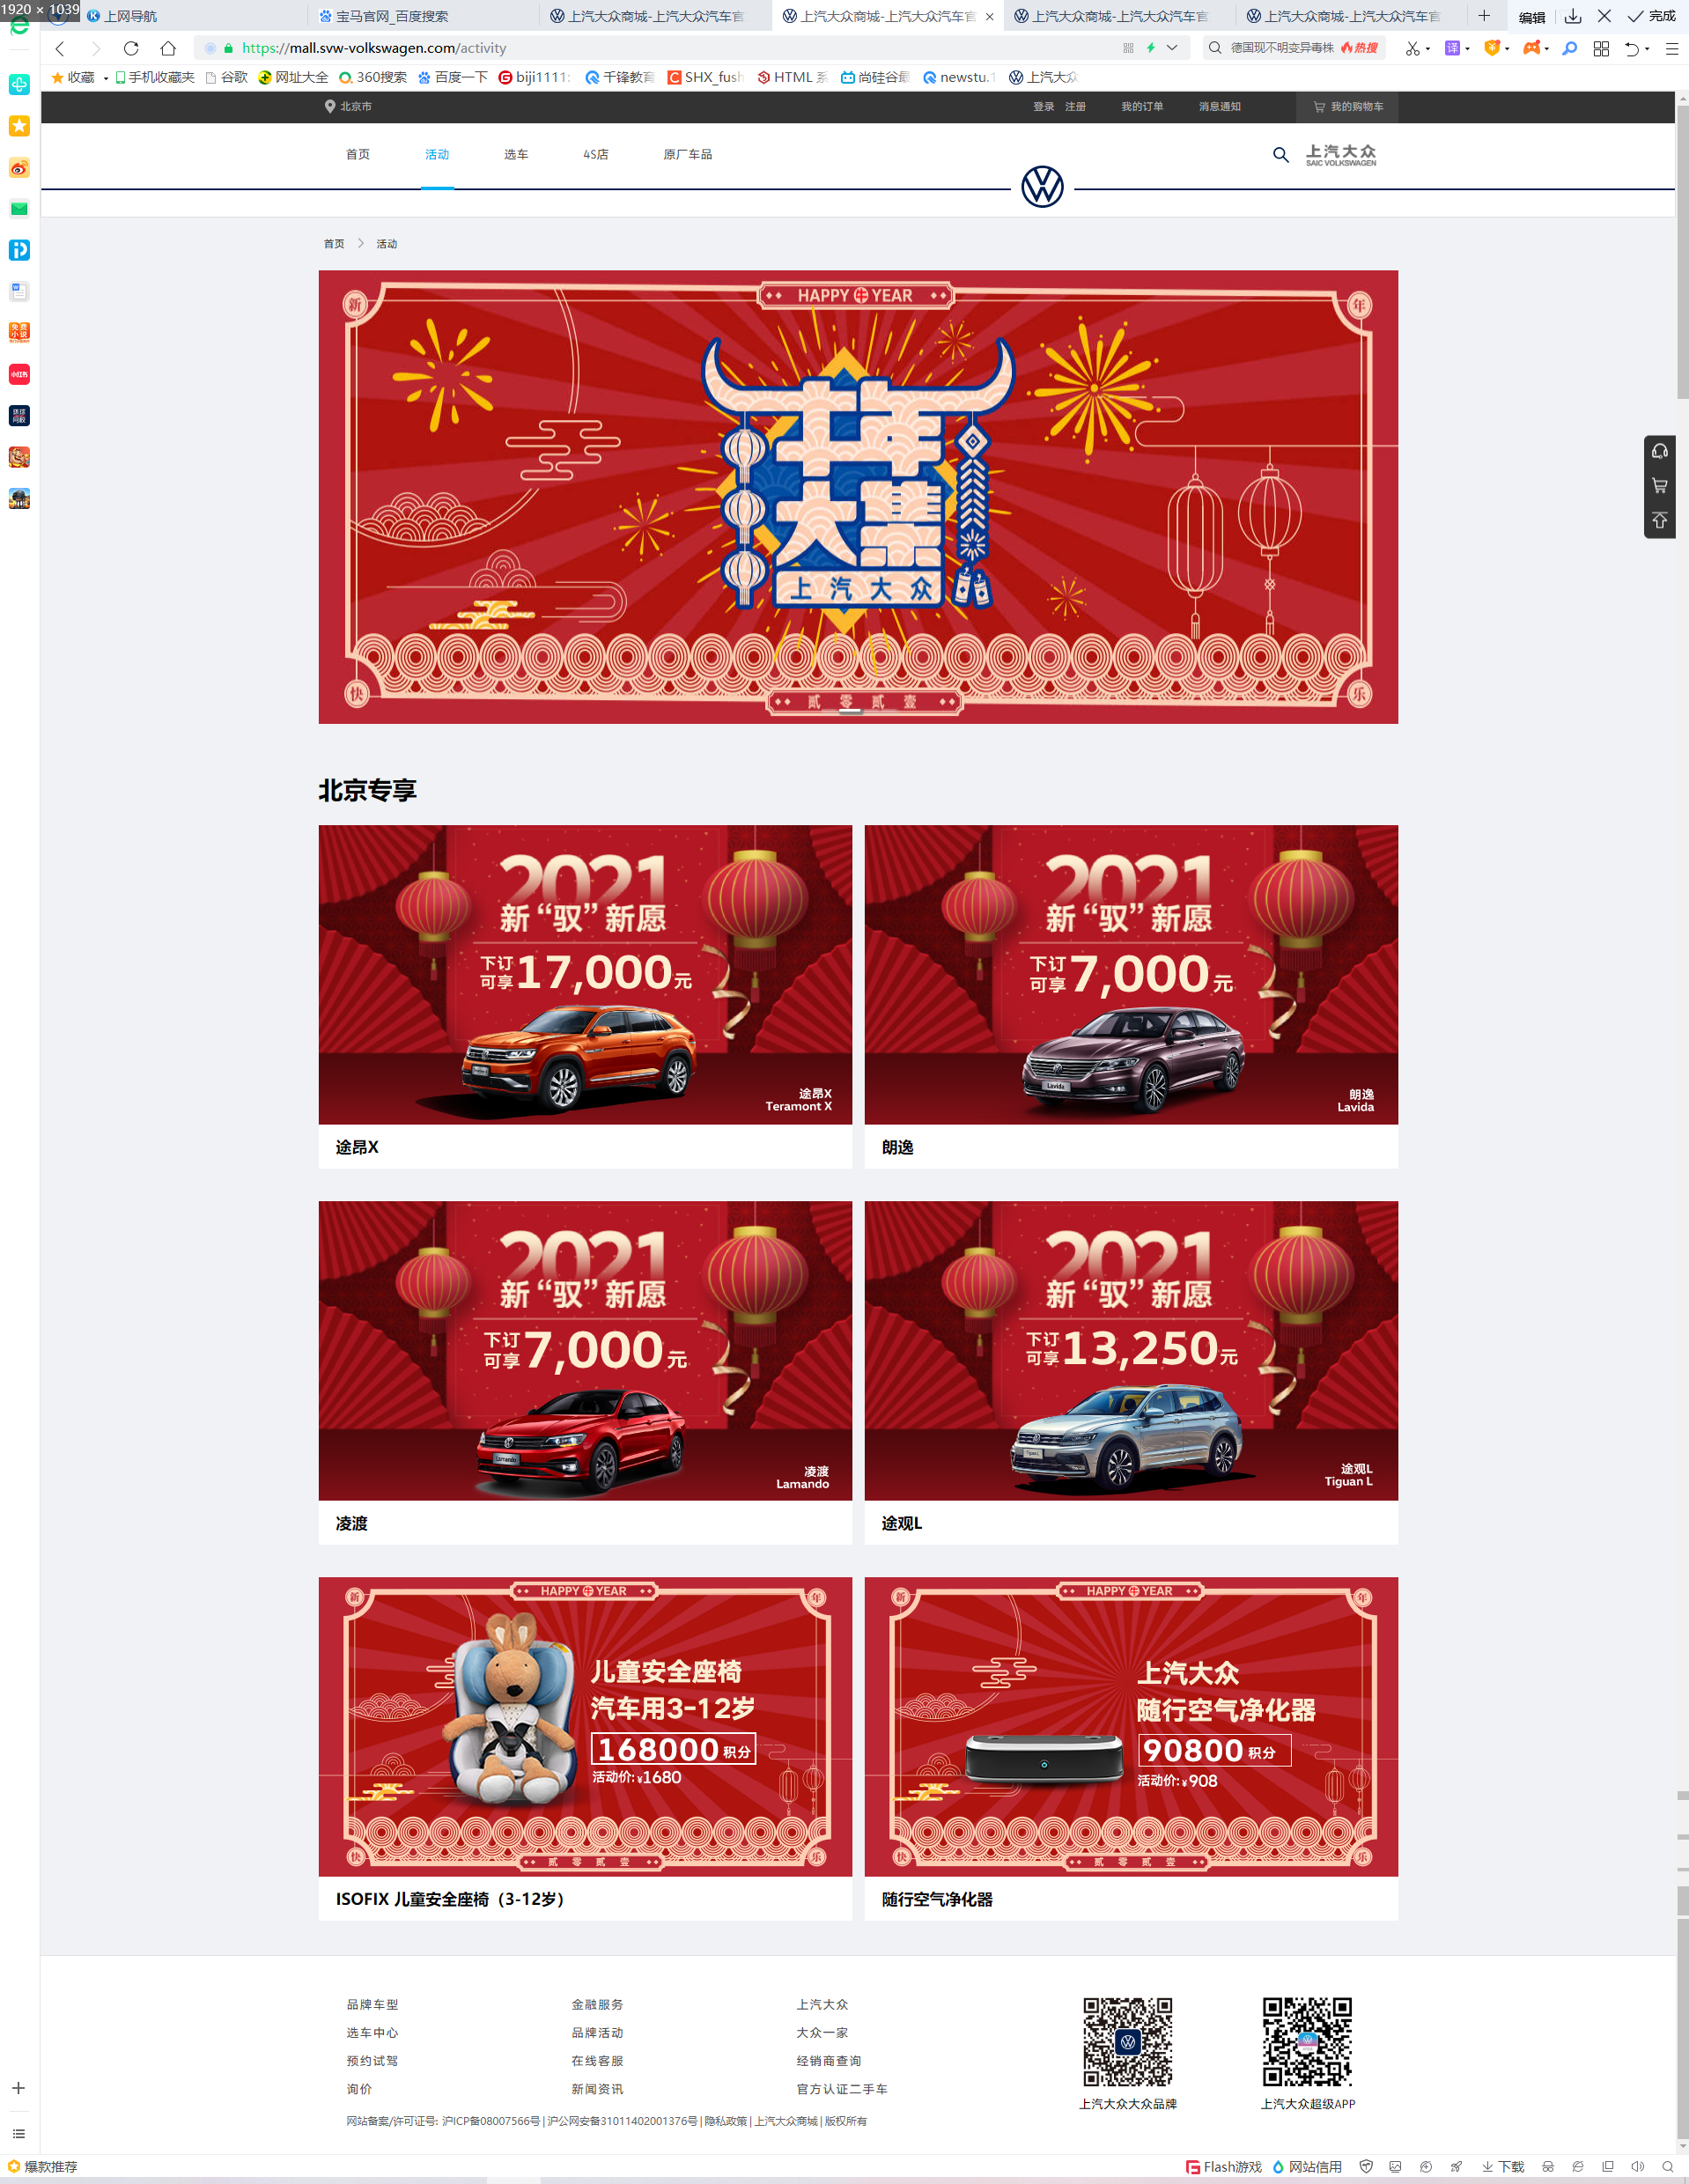 1920 × 1039
上网导航
宝马官网_百度搜索
上汽大众商城-上汽大众汽车官
上汽大众商城-上汽大众汽车官
上汽大众商城-上汽大众汽车官
上汽大众商城-上汽大众汽车官
编辑
完成
https://mall.svw-volkswagen.com/activity
德国现不明变异毒株
热搜
译
收藏
手机收藏夹
谷歌
网址大全
360搜索
百度一下
biji1111:
千锋教育
SHX_fush
HTML 系
尚硅谷最
newstu.1
上汽大众
北京市
登录 注册 我的订单 消息通知 我的购物车
首页 活动 选车 4S店 原厂车品
上汽大众
SAIC VOLKSWAGEN
首页 > 活动
新
HAPPY 牛 YEAR
年
上汽大众
快
贰零贰壹
乐
北京专享
2021
新“驭”新愿
下订可享17,000元
途昂X
Teramont X
途昂X
2021
新“驭”新愿
下订可享7,000元
Lavida
朗逸
Lavida
朗逸
2021
新“驭”新愿
下订可享7,000元
Lamando
凌渡
Lamando
凌渡
2021
新“驭”新愿
下订可享13,250元
Tiguan L
途观L
Tiguan L
途观L
新
HAPPY 牛 YEAR
年
儿童安全座椅
汽车用3-12岁
168000积分
活动价:¥1680
快
贰零贰壹
乐
ISOFIX 儿童安全座椅（3-12岁）
新
HAPPY 牛 YEAR
年
上汽大众
随行空气净化器
90800积分
活动价:¥908
快
贰零贰壹
乐
随行空气净化器
品牌车型 金融服务 上汽大众
选车中心 品牌活动 大众一家
预约试驾 在线客服 经销商查询
询价 新闻资讯 官方认证二手车
上汽大众大众品牌
上汽大众超级APP
网站备案/许可证号: 沪ICP备08007566号 | 沪公网安备31011402001376号 | 隐私政策 | 上汽大众商城 | 版权所有
爆款推荐
Flash游戏
网站信用
下载